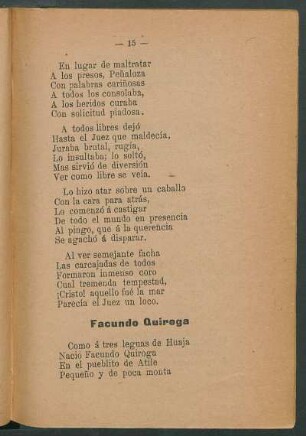 — 15 —
En lugar de maltratar
A los presos, Peñaloza
Con palabras cariñosas
A todos los consolaba,
A los heridos curaba
Con solicitud piadosa.
A todos libres dejó
Hasta el Juez que maldecía,
Juraba brutal, rugía,
Lo insultaba; lo soltó,
Mas sirvió de diversión
Ver como libre se veía.
Lo hizo atar sobre un caballo
Con la cara para atrás,
Lo comenzó á castigar
De todo el mundo en presencia
Al pingo, que á la querencia
Se agachó á disparar.
Al ver semejante facha
Las carcajadas de todos
Formaron inmenso coro
Cual tremenda tempestad,
¡Cristo! aquello fué la mar
Parecía el Juez un loco.
Facundo Quiroga
Como á tres leguas de Huaja
Nació Facundo Quiroga
En el pueblito de Atile
Pequeño y de poca monta